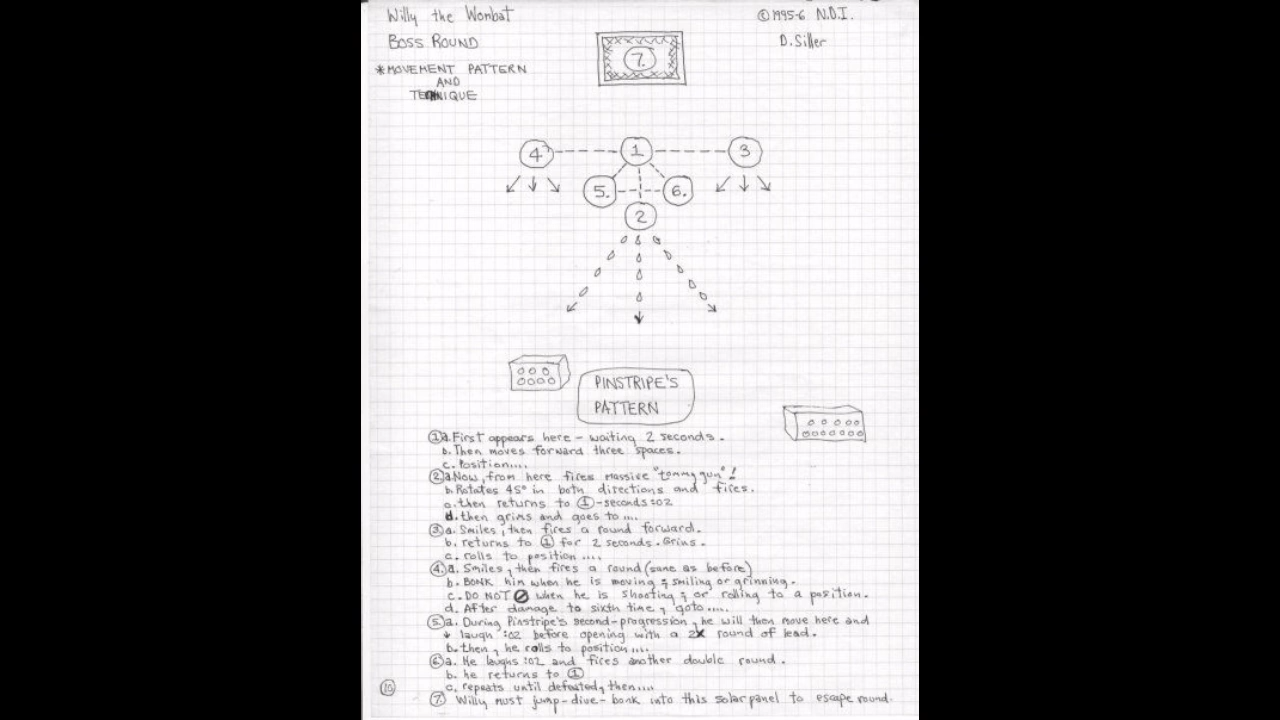 Willy the Wombat
© 1995-6 N.D.I.
BOSS ROUND
D. Siller
*MOVEMENT PATTERN
AND
TECHNIQUE
7.
4 1 3
5. 6.
2
PINSTRIPE'S
PATTERN
① a. First appears here - waiting 2 seconds.
b. Then moves forward three spaces.
c. Position....
② a. Now, from here fires massive "tommy gun"!
b. Rotates 45° in both directions and fires.
c. then returns to ① - seconds :02
d. then grins and goes to ....
③ a. Smiles, then fires a round forward.
b. returns to ① for 2 seconds. Grins.
c. rolls to position ....
④ a. Smiles, then fires a round (same as before)
b. BONK him when he is moving; smiling or grinning.
c. DO NOT when he is shooting; or rolling to a position.
d. After damage to sixth time, goto .....
⑤ a. During Pinstripe's second-progression, he will then move here and
laugh :02 before opening with a 2X round of lead.
b. then, he rolls to position ....
⑥ a. He laughs :02 and fires another double round.
b. he returns to ①
c. repeats until defeated, then....
⑦. Willy must jump-dive-bonk into this solar panel to escape round.
10